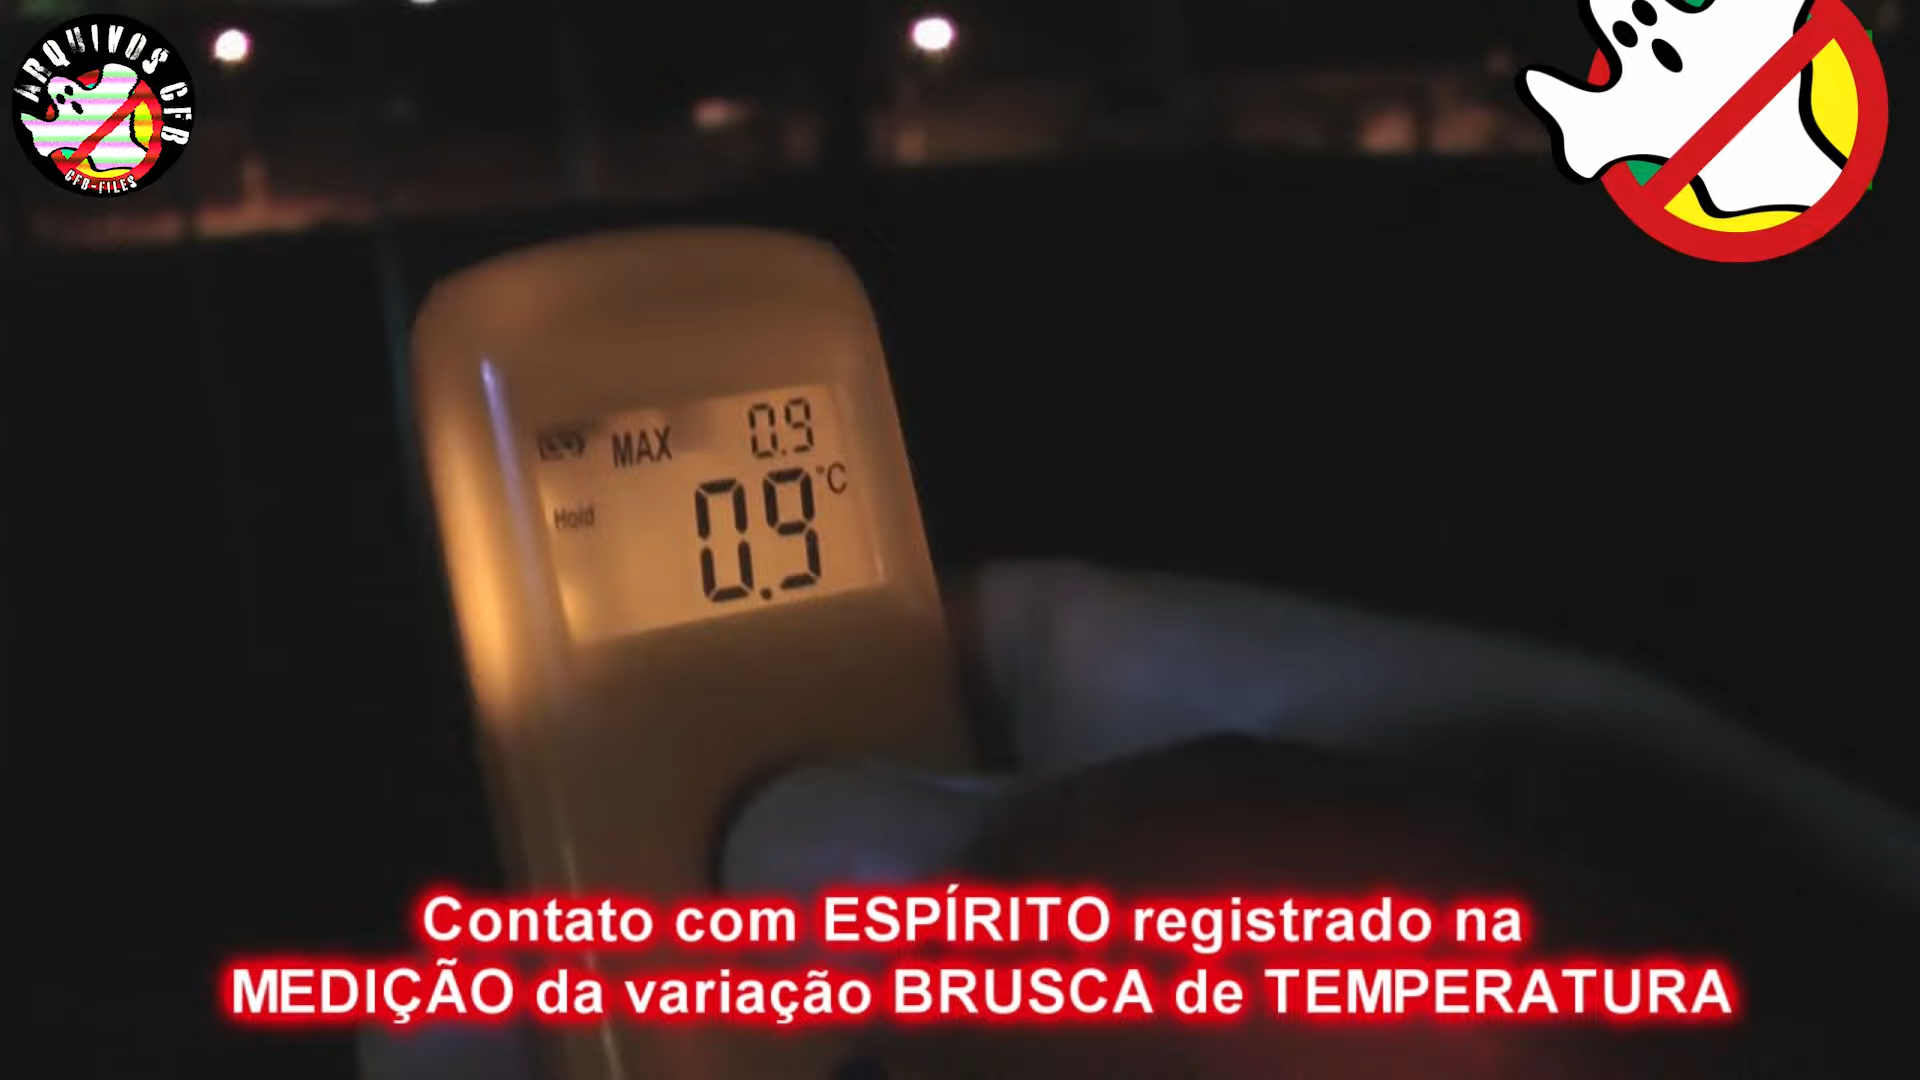 ARQUIVOS CFB
CFB-FILES
MAX 0.9
Hold 0.9 °C
Contato com ESPÍRITO registrado na
MEDIÇÃO da variação BRUSCA de TEMPERATURA